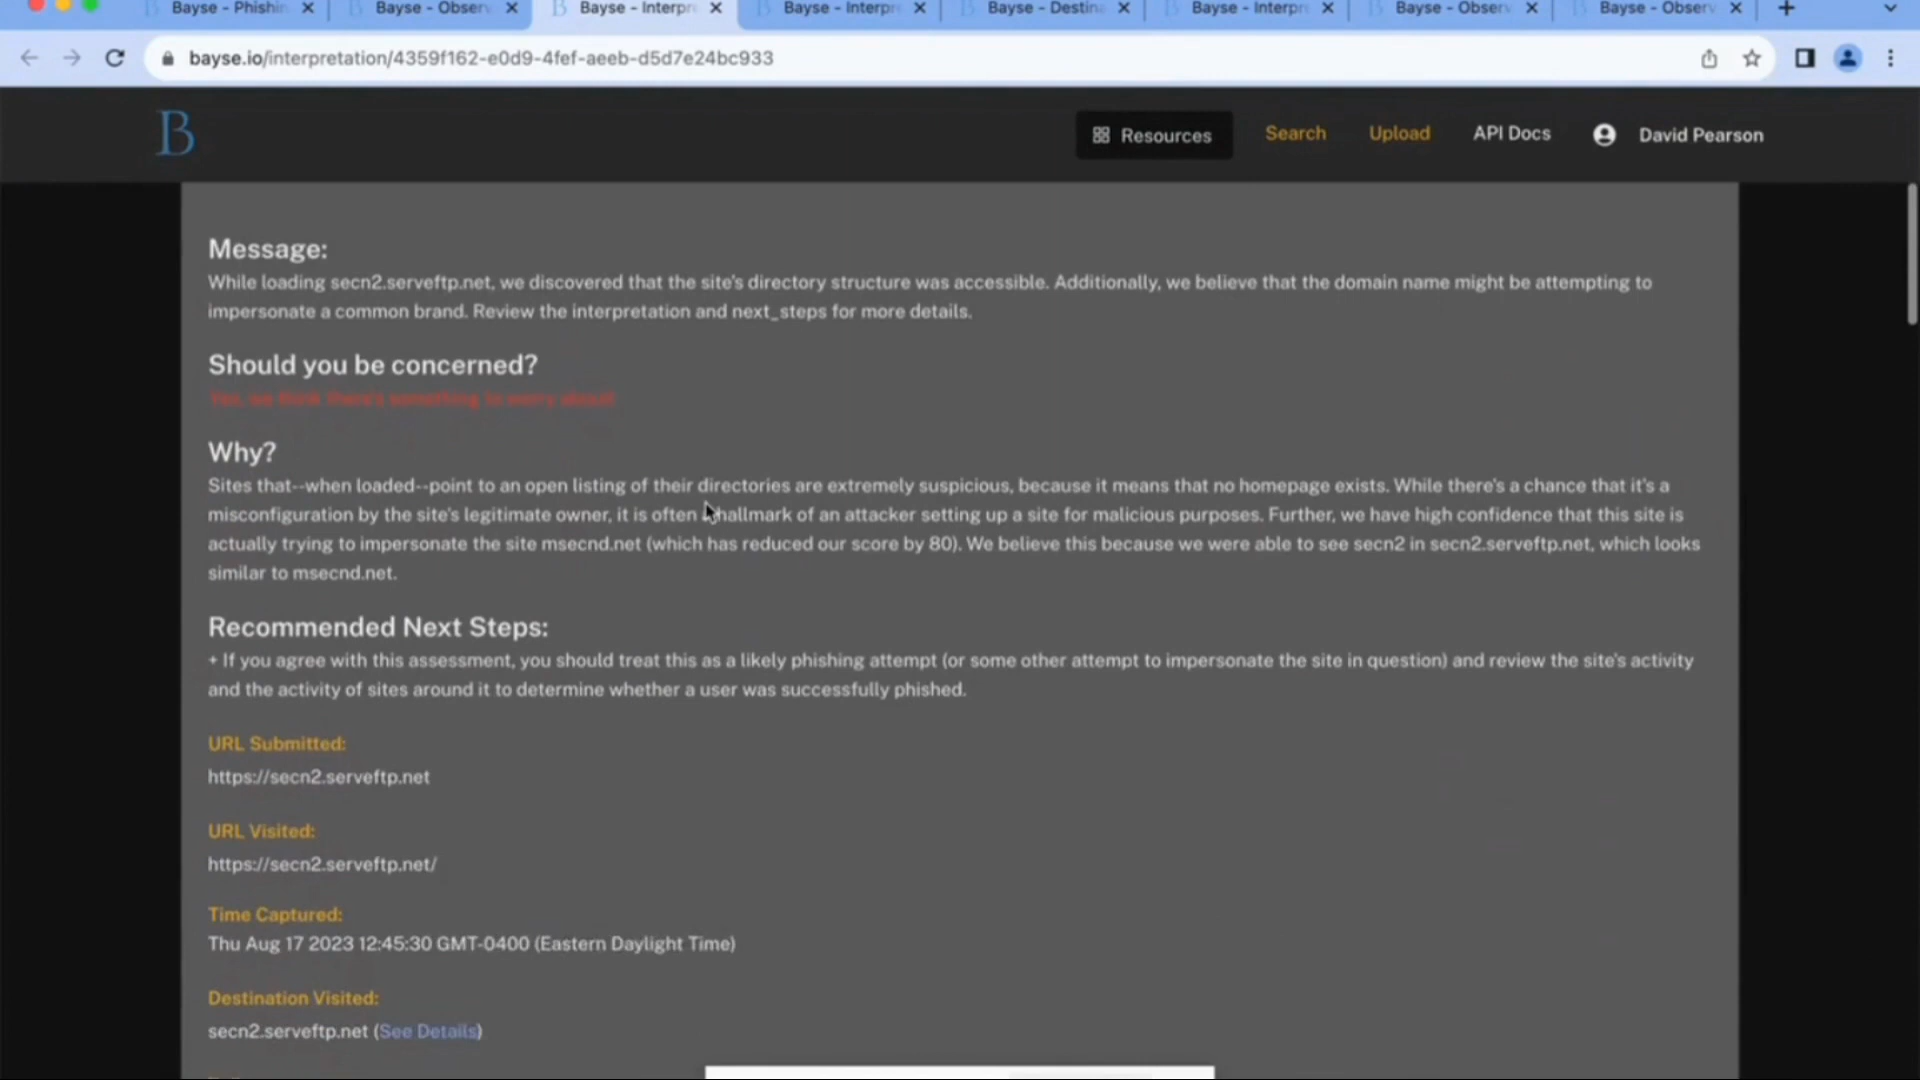 Bayse - Phishin
Bayse - Observ
Bayse - Interpre
Bayse - Interpre
Bayse - Destina
Bayse - Interpre
Bayse - Observ
Bayse - Observ
bayse.io/interpretation/4359f162-e0d9-4fef-aeeb-d5d7e24bc933
B
Resources
Search
Upload
API Docs
David Pearson
Message:
While loading secn2.serveftp.net, we discovered that the site's directory structure was accessible. Additionally, we believe that the domain name might be attempting to
impersonate a common brand. Review the interpretation and next_steps for more details.
Should you be concerned?
Yes, we think there's something to worry about!
Why?
Sites that--when loaded--point to an open listing of their directories are extremely suspicious, because it means that no homepage exists. While there's a chance that it's a
misconfiguration by the site's legitimate owner, it is often hallmark of an attacker setting up a site for malicious purposes. Further, we have high confidence that this site is
actually trying to impersonate the site msecnd.net (which has reduced our score by 80). We believe this because we were able to see secn2 in secn2.serveftp.net, which looks
similar to msecnd.net.
Recommended Next Steps:
+ If you agree with this assessment, you should treat this as a likely phishing attempt (or some other attempt to impersonate the site in question) and review the site's activity
and the activity of sites around it to determine whether a user was successfully phished.
URL Submitted:
https://secn2.serveftp.net
URL Visited:
https://secn2.serveftp.net/
Time Captured:
Thu Aug 17 2023 12:45:30 GMT-0400 (Eastern Daylight Time)
Destination Visited:
secn2.serveftp.net (See Details)